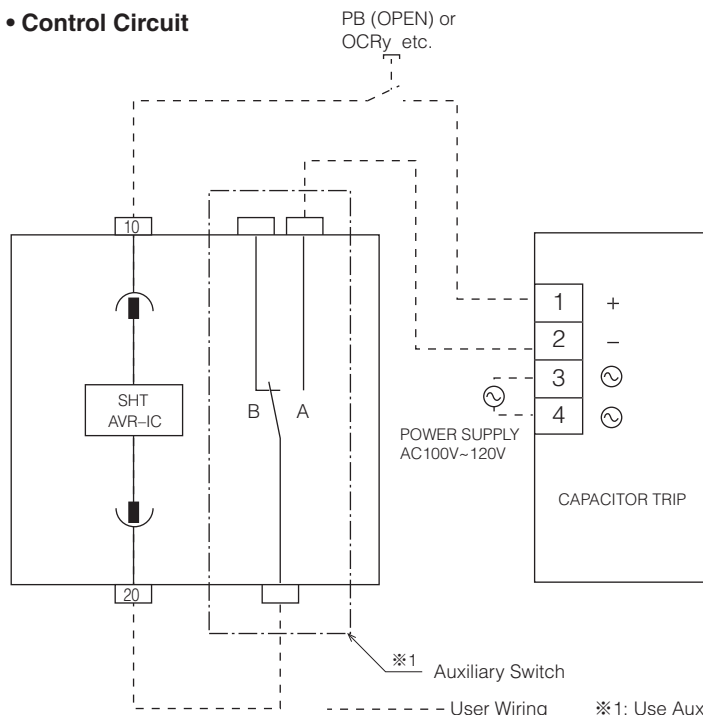 • Control Circuit
PB (OPEN) or
OCRy etc.
10
1 +
2 –
3
4
SHT
AVR–IC
B A
POWER SUPPLY
AC100V~120V
CAPACITOR TRIP
20
※1
Auxiliary Switch
User Wiring ※1: Use Aux